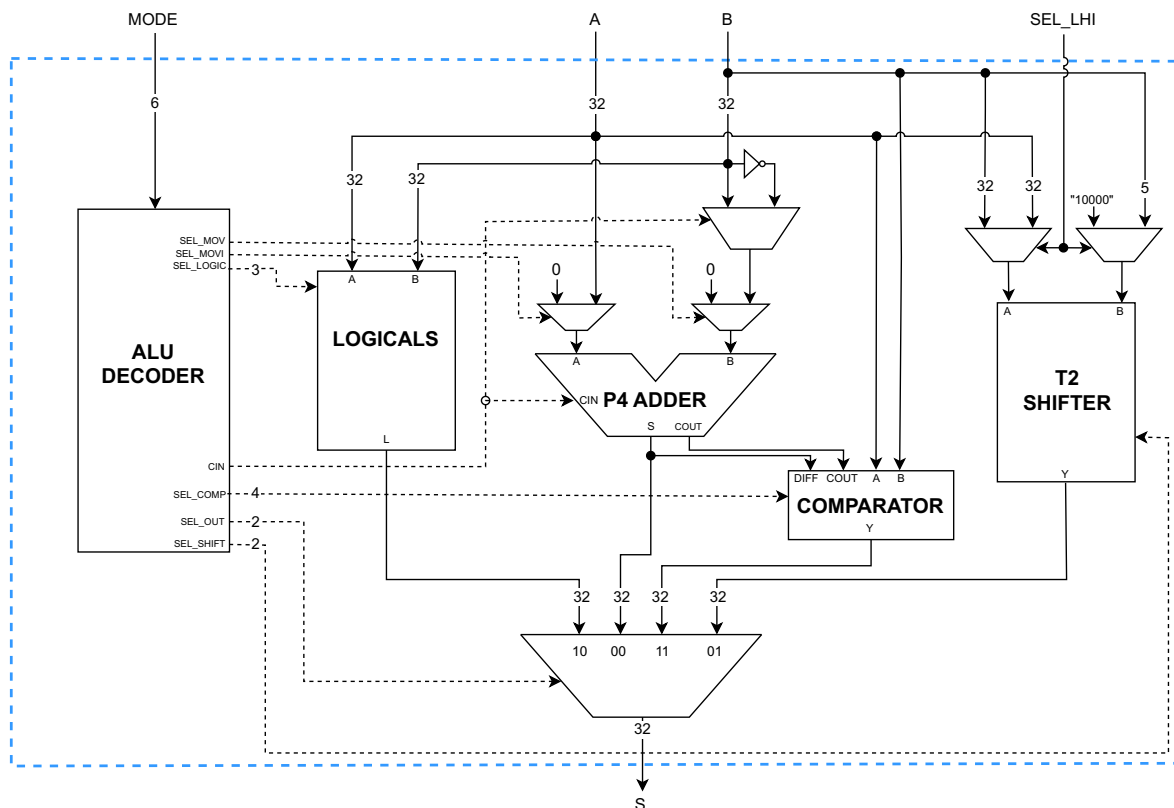 MODE
A
B
SEL_LHI
6
32
32
32
32
32
32
5
"10000"
SEL_MOV
SEL_MOVI
SEL_LOGIC
3
A
B
0
0
A
B
LOGICALS
ALU
DECODER
A
B
P4 ADDER
CIN
S
COUT
T2
SHIFTER
L
CIN
DIFF
COUT
A
B
Y
SEL_COMP
4
COMPARATOR
SEL_OUT
2
Y
SEL_SHIFT
2
32
32
32
32
10
00
11
01
32
S